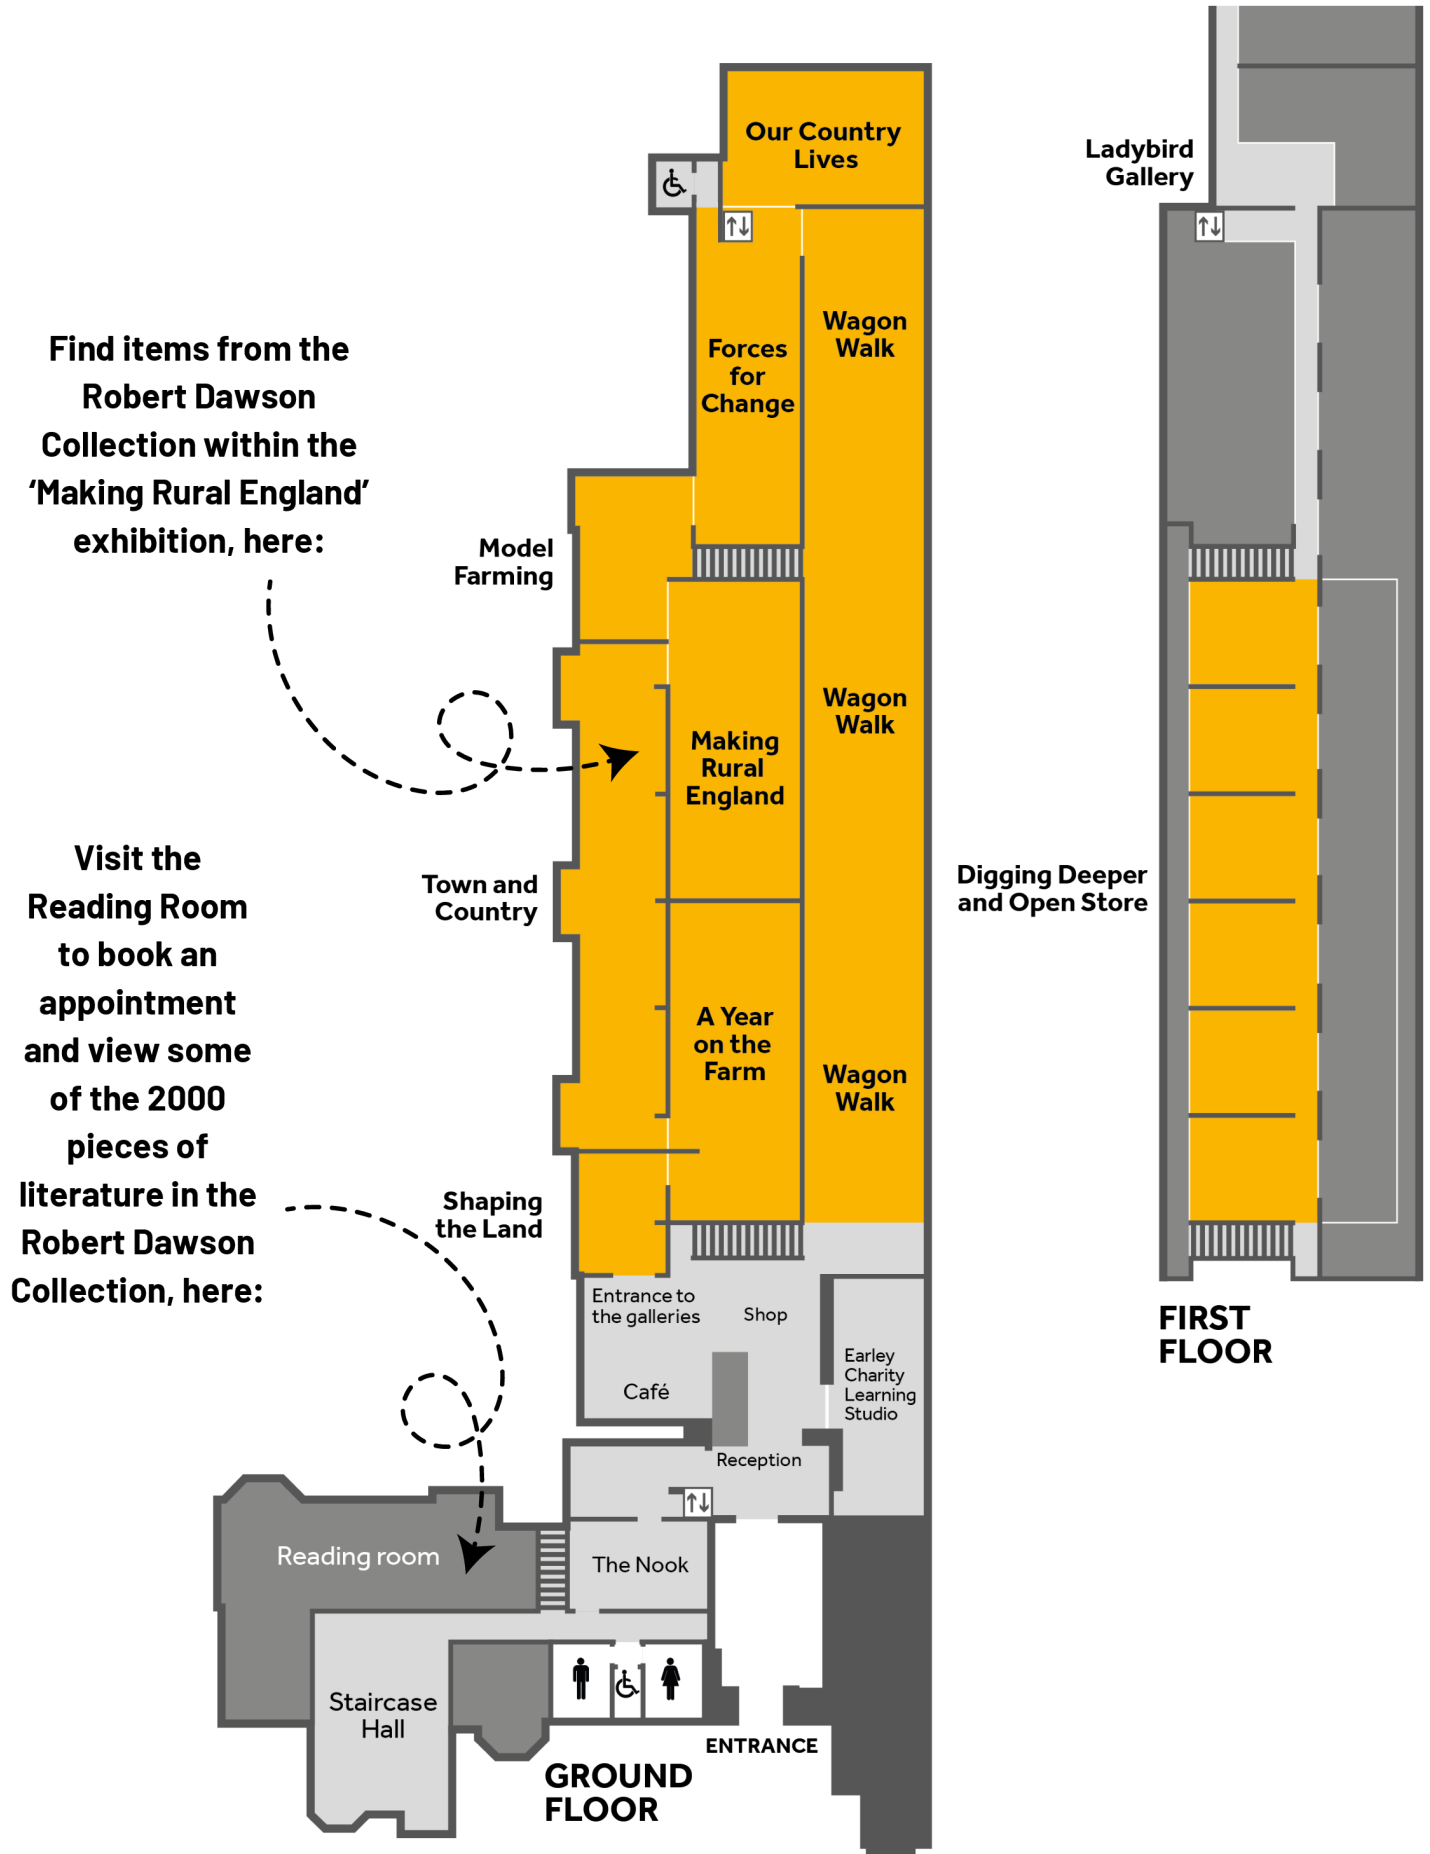 Our Country
Lives
Ladybird
Gallery
Find items from the
Robert Dawson
Collection within the
‘Making Rural England’
exhibition, here:
Forces
for
Change
Wagon
Walk
Model
Farming
Making
Rural
England
Wagon
Walk
Visit the
Reading Room
to book an
appointment
and view some
of the 2000
pieces of
literature in the
Robert Dawson
Collection, here:
Town and
Country
Digging Deeper
and Open Store
A Year
on the
Farm
Wagon
Walk
Shaping
the Land
Entrance to
the galleries
Shop
Café
Earley
Charity
Learning
Studio
Reception
FIRST
FLOOR
Reading room
The Nook
Staircase
Hall
ENTRANCE
GROUND
FLOOR